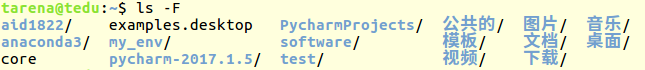 tarena@tedu:~$ ls -F
aid1822/ examples.desktop PycharmProjects/ 公共的/ 图片/ 音乐/
anaconda3/ my_env/ software/ 模板/ 文档/ 桌面/
core pycharm-2017.1.5/ test/ 视频/ 下载/